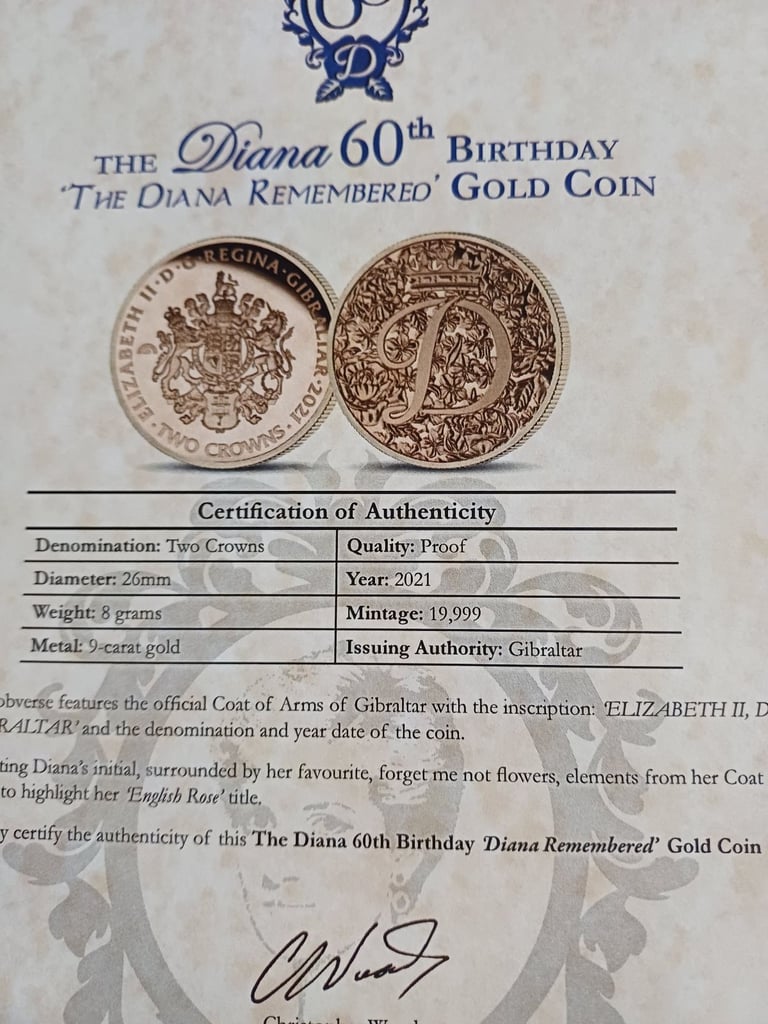 D
THE Diana 60th BIRTHDAY
'THE DIANA REMEMBERED' GOLD COIN
ELIZABETH II·D·G·REGINA·GIBRALTAR·2021
·TWO CROWNS·
D
Certification of Authenticity
Denomination: Two Crowns
Quality: Proof
Diameter: 26mm
Year: 2021
Weight: 8 grams
Mintage: 19,999
Metal: 9-carat gold
Issuing Authority: Gibraltar
obverse features the official Coat of Arms of Gibraltar with the inscription: 'ELIZABETH II, D
RALTAR' and the denomination and year date of the coin.
ting Diana's initial, surrounded by her favourite, forget me not flowers, elements from her Coat
to highlight her 'English Rose' title.
y certify the authenticity of this The Diana 60th Birthday 'Diana Remembered' Gold Coin